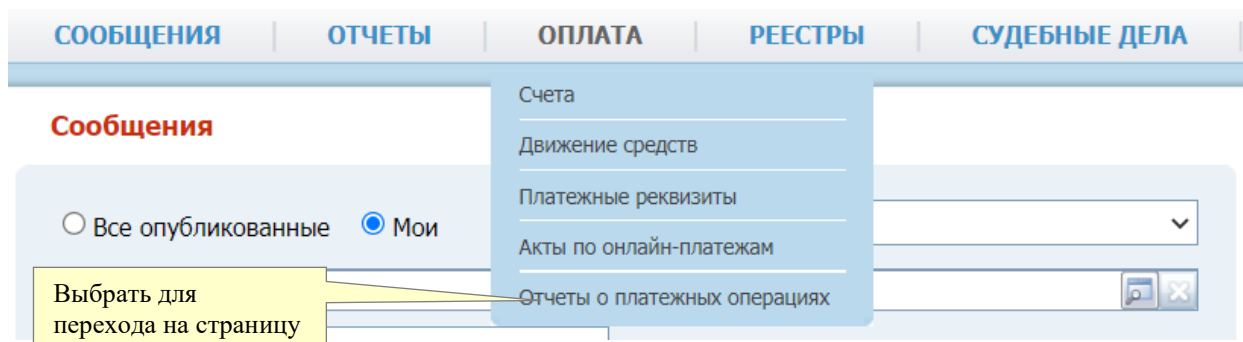 СООБЩЕНИЯ ОТЧЕТЫ ОПЛАТА РЕЕСТРЫ СУДЕБНЫЕ ДЕЛА
Счета
Сообщения
Движение средств
Платежные реквизиты
Все опубликованные Мои
Акты по онлайн-платежам
Отчеты о платежных операциях
Выбрать для
перехода на страницу